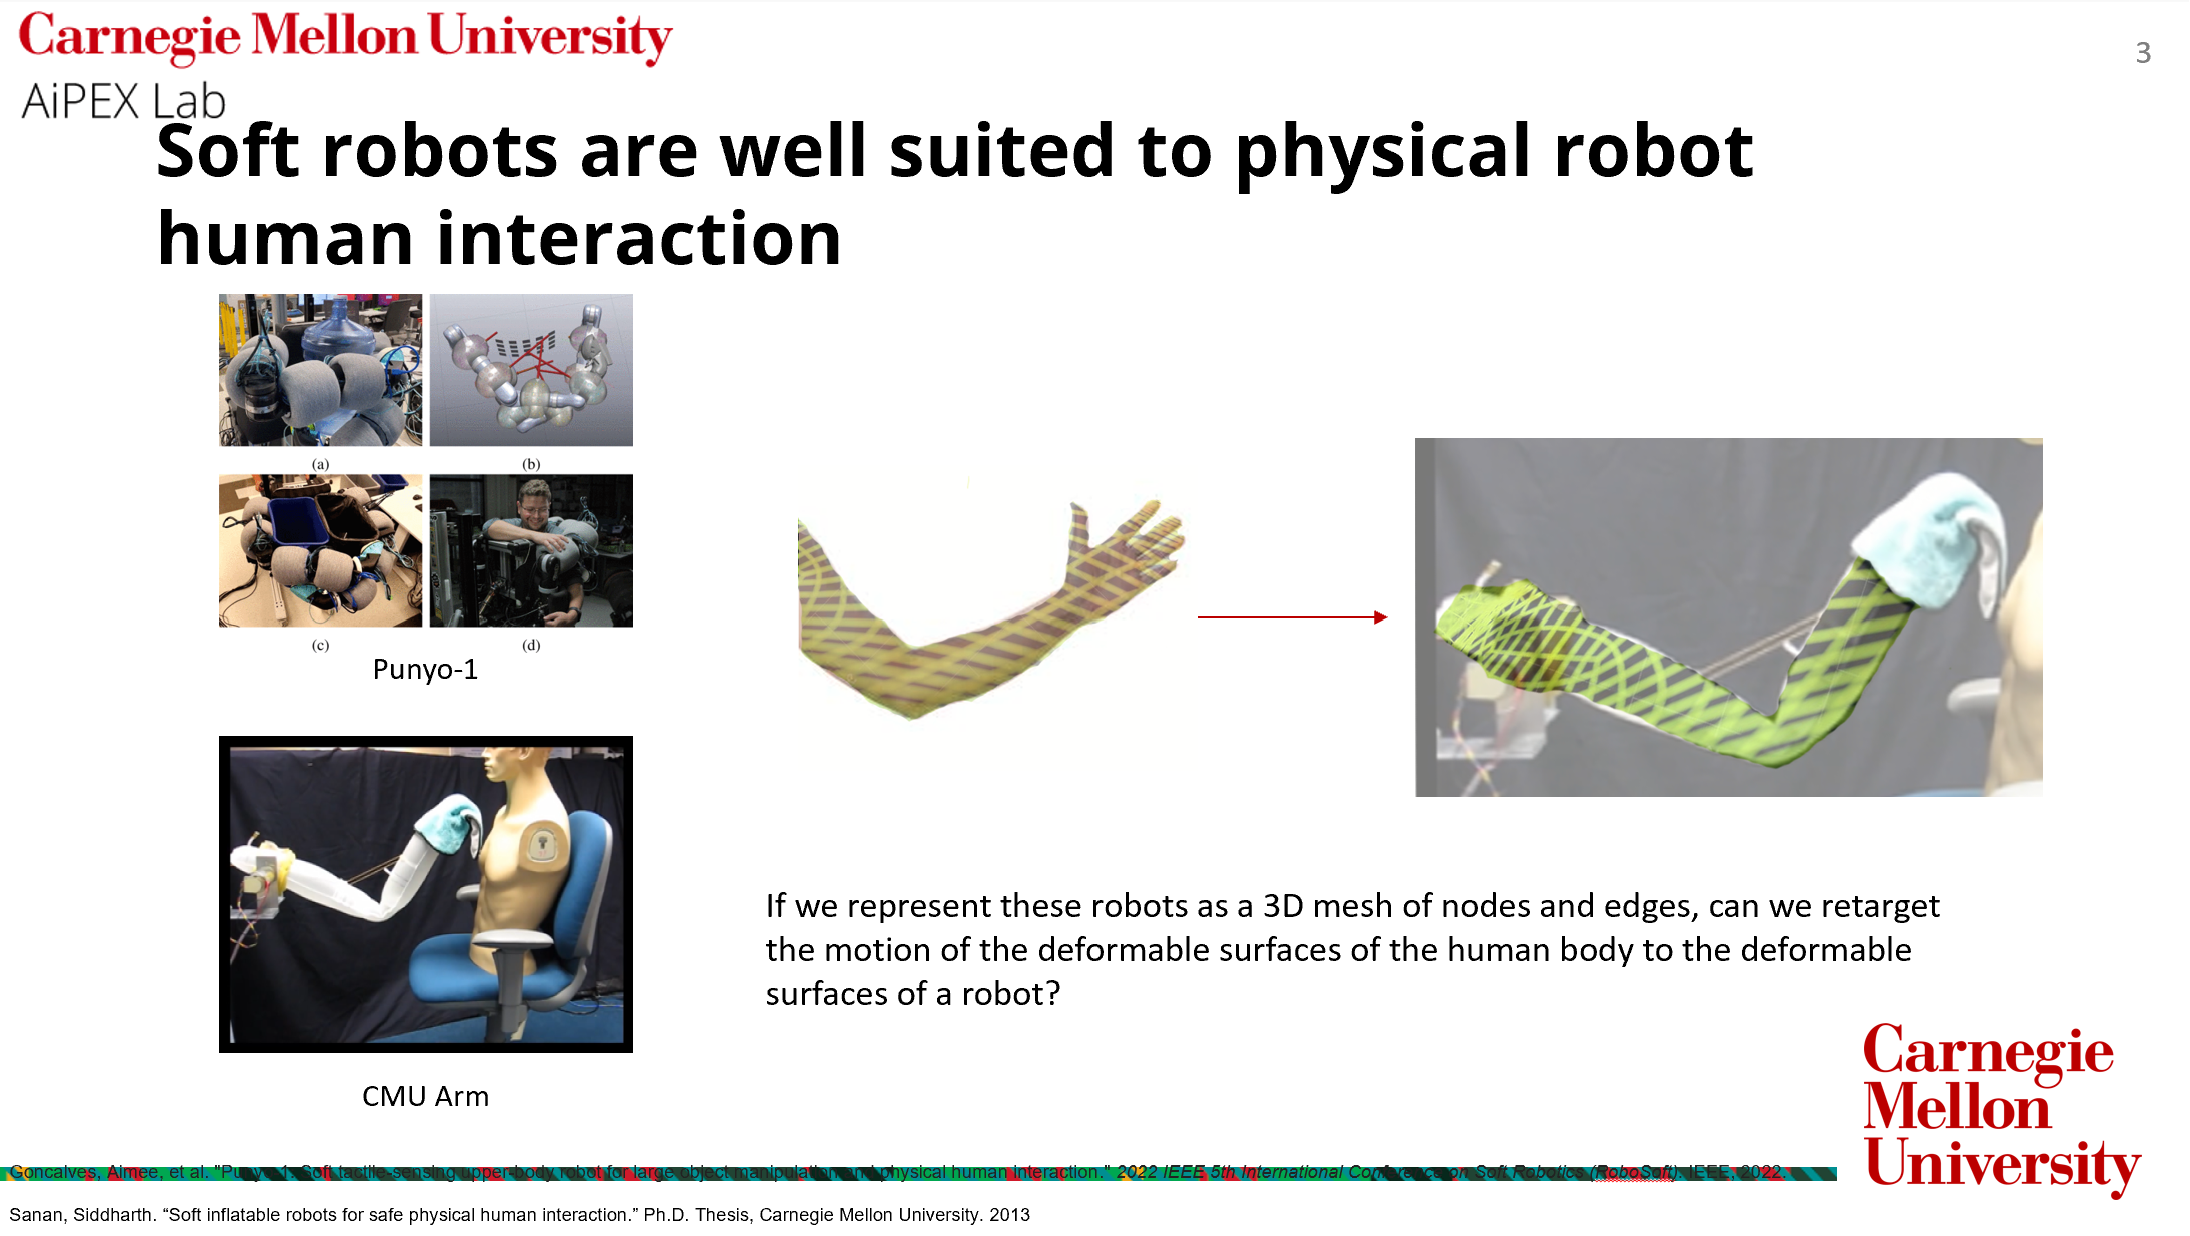 Carnegie Mellon University
3
AiPEX Lab
Soft robots are well suited to physical robot
human interaction
(a)
(b)
(c)
(d)
Punyo-1
CMU Arm
If we represent these robots as a 3D mesh of nodes and edges, can we retarget
the motion of the deformable surfaces of the human body to the deformable
surfaces of a robot?
Carnegie
Mellon
University
Goncalves, Aimee, et al. "Punyo-1: Soft tactile-sensing upper-body robot for large object manipulation and physical human interaction." 2022 IEEE 5th International Conference on Soft Robotics (RoboSoft). IEEE, 2022.
Sanan, Siddharth. “Soft inflatable robots for safe physical human interaction.” Ph.D. Thesis, Carnegie Mellon University. 2013